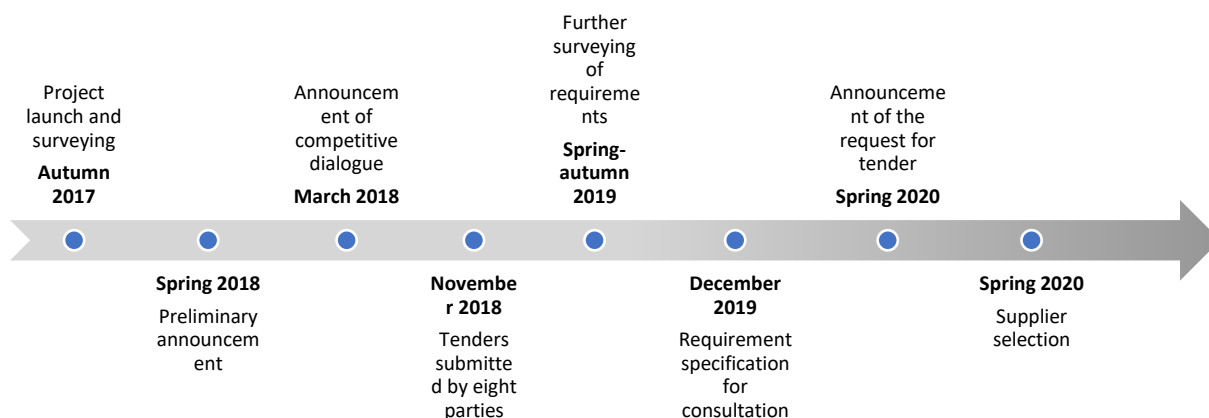 Project
launch and
surveying
Autumn
2017
Spring 2018
Preliminary
announcem
ent
Announcem
ent of
competitive
dialogue
March 2018
Novembe
r 2018
Tenders
submitte
d by eight
parties
Further
surveying
of
requireme
nts
Spring-
autumn
2019
December
2019
Requirement
specification
for
consultation
Announceme
nt of the
request for
tender
Spring 2020
Spring 2020
Supplier
selection